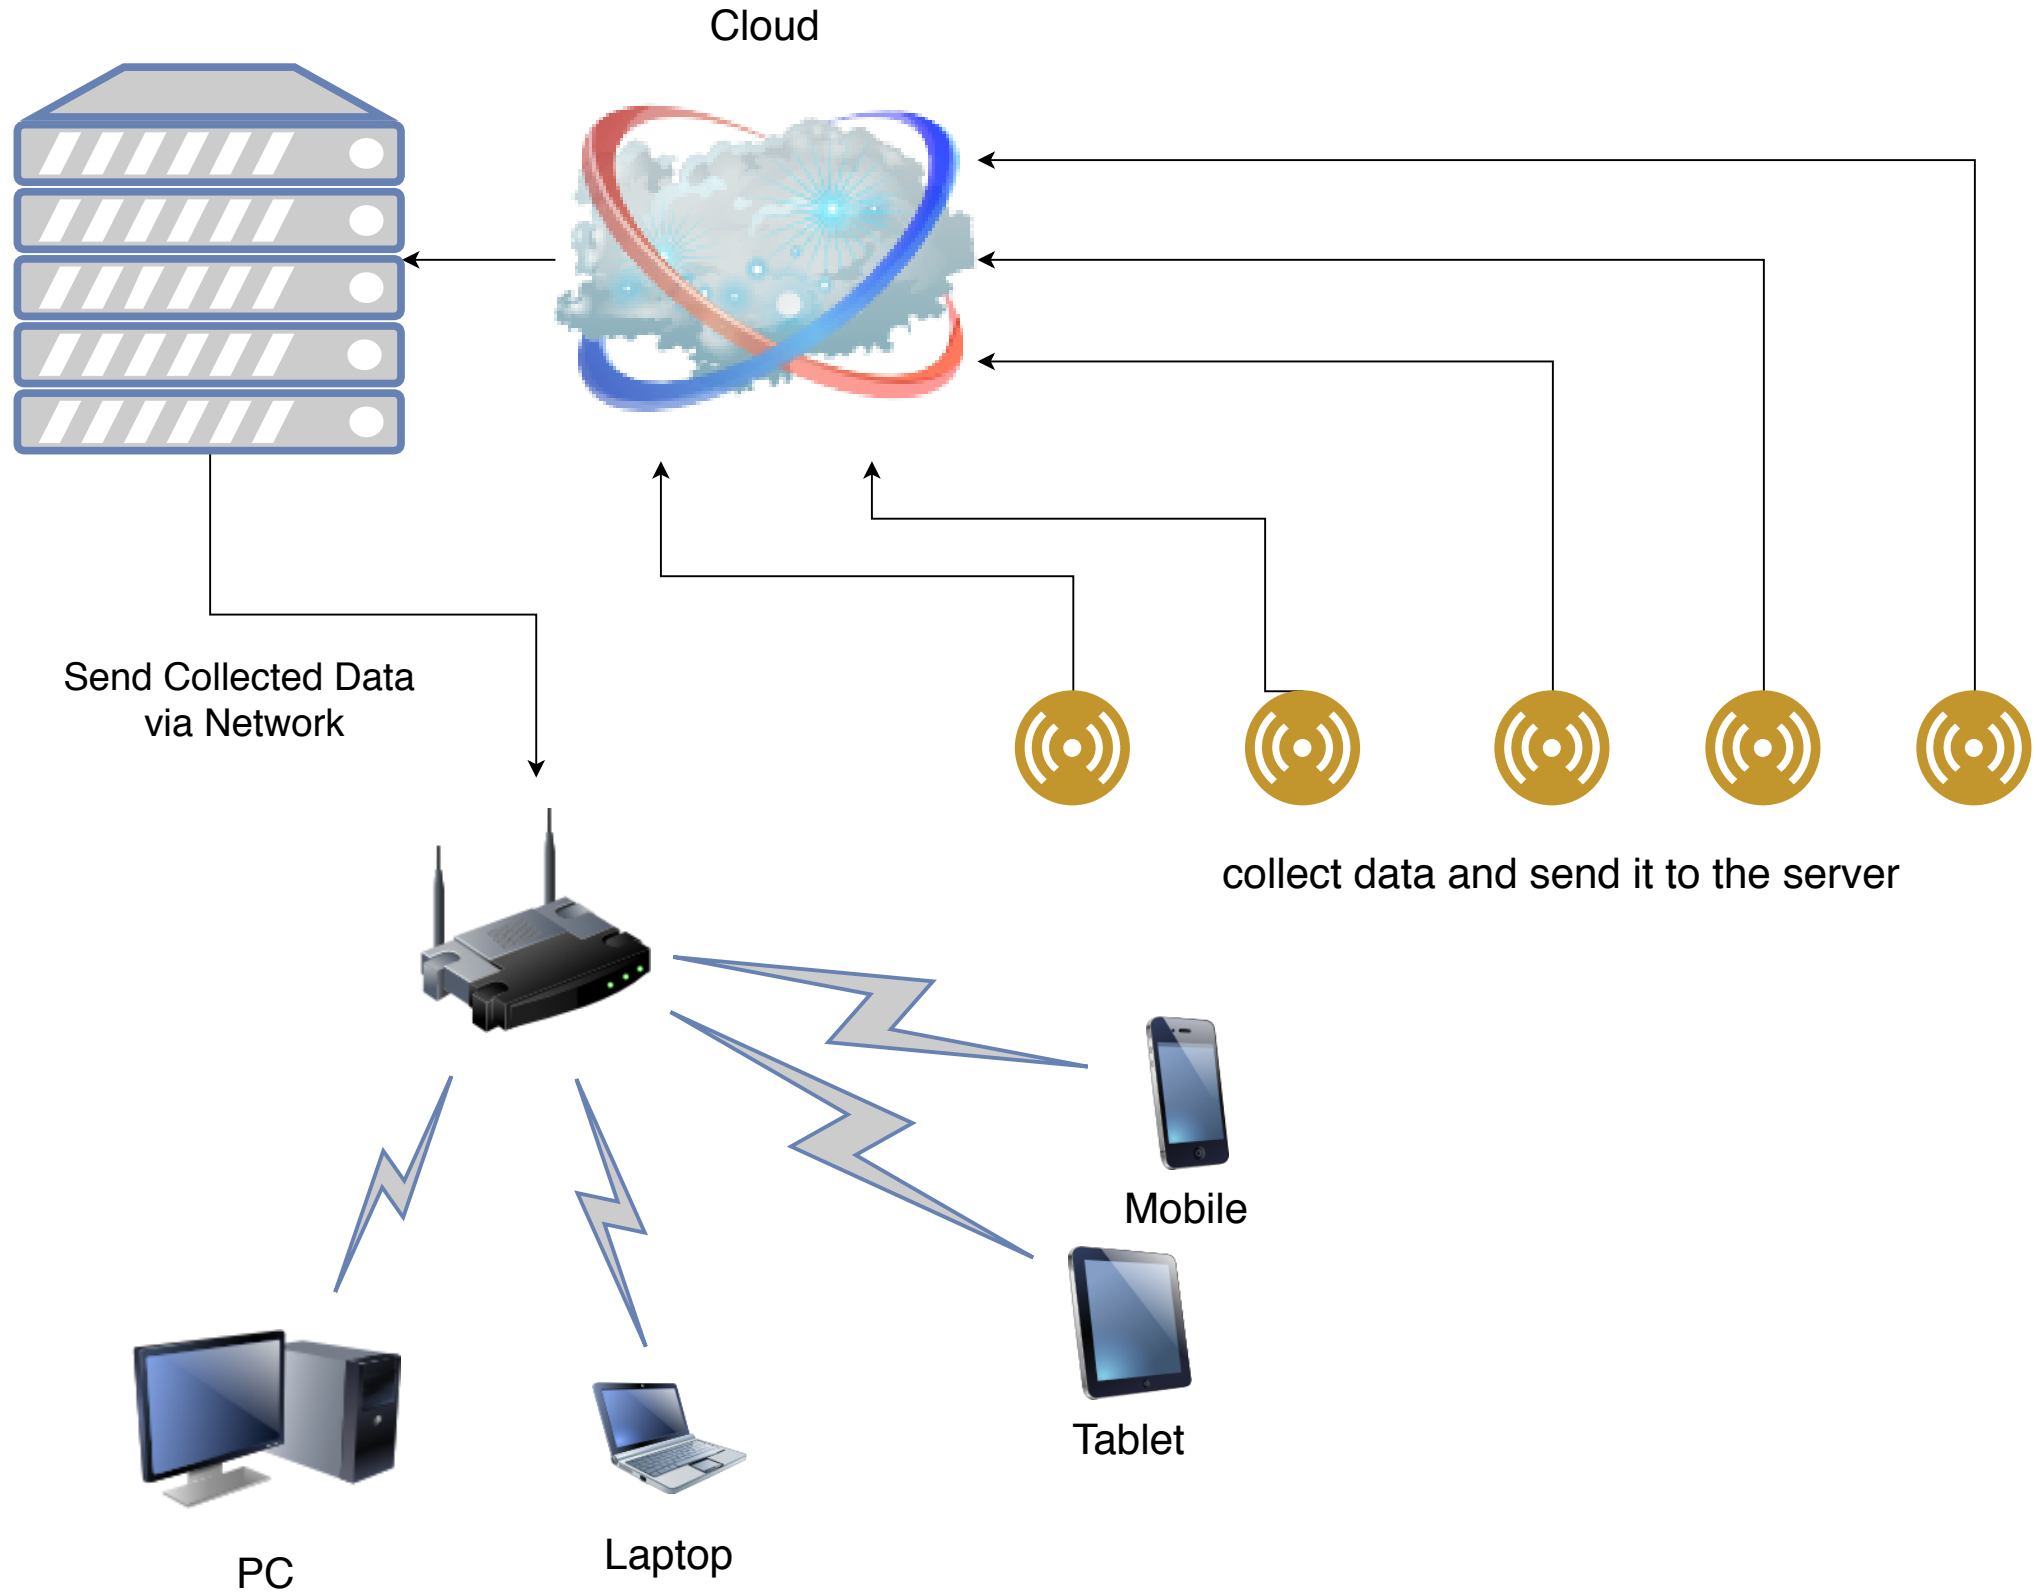 Cloud
Send Collected Data
via Network
collect data and send it to the server
Mobile
Tablet
Laptop
PC